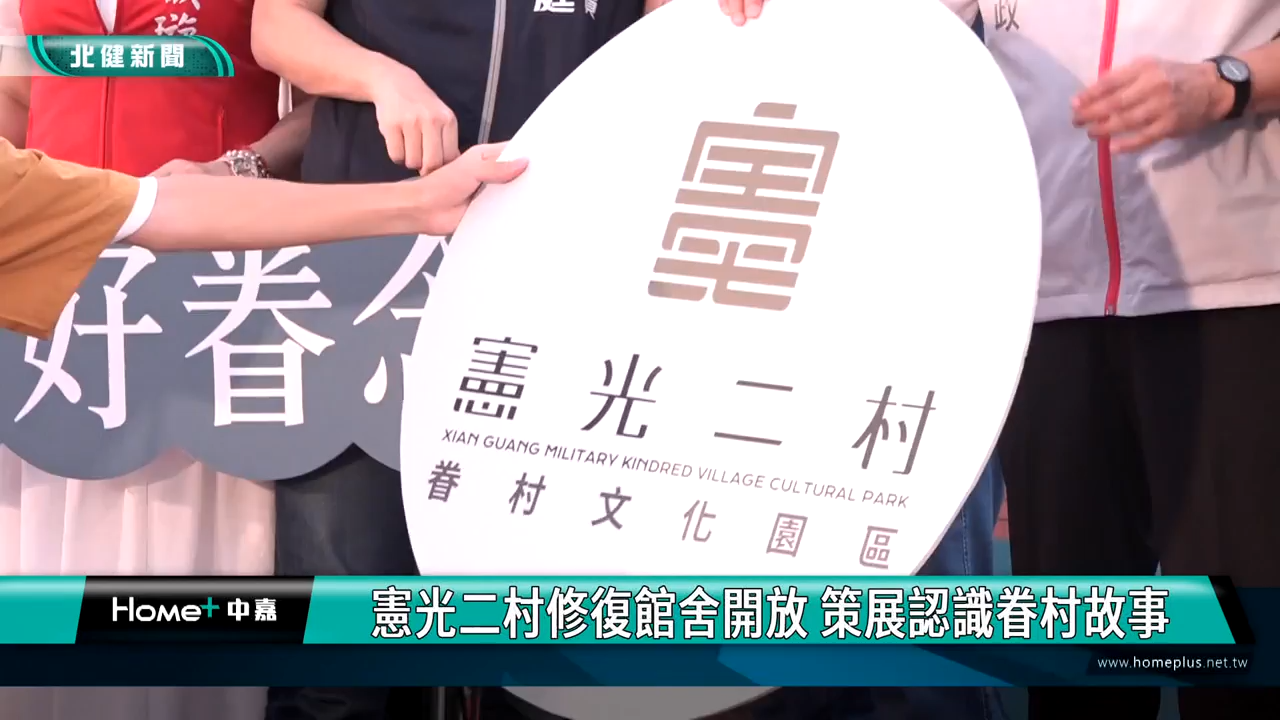 北健新聞
政
憲
好眷
憲光二村
XIAN GUANG MILITARY KINDRED VILLAGE CULTURAL PARK
眷村文化園區
Home+中嘉
憲光二村修復館舍開放 策展認識眷村故事
www.homeplus.net.tw